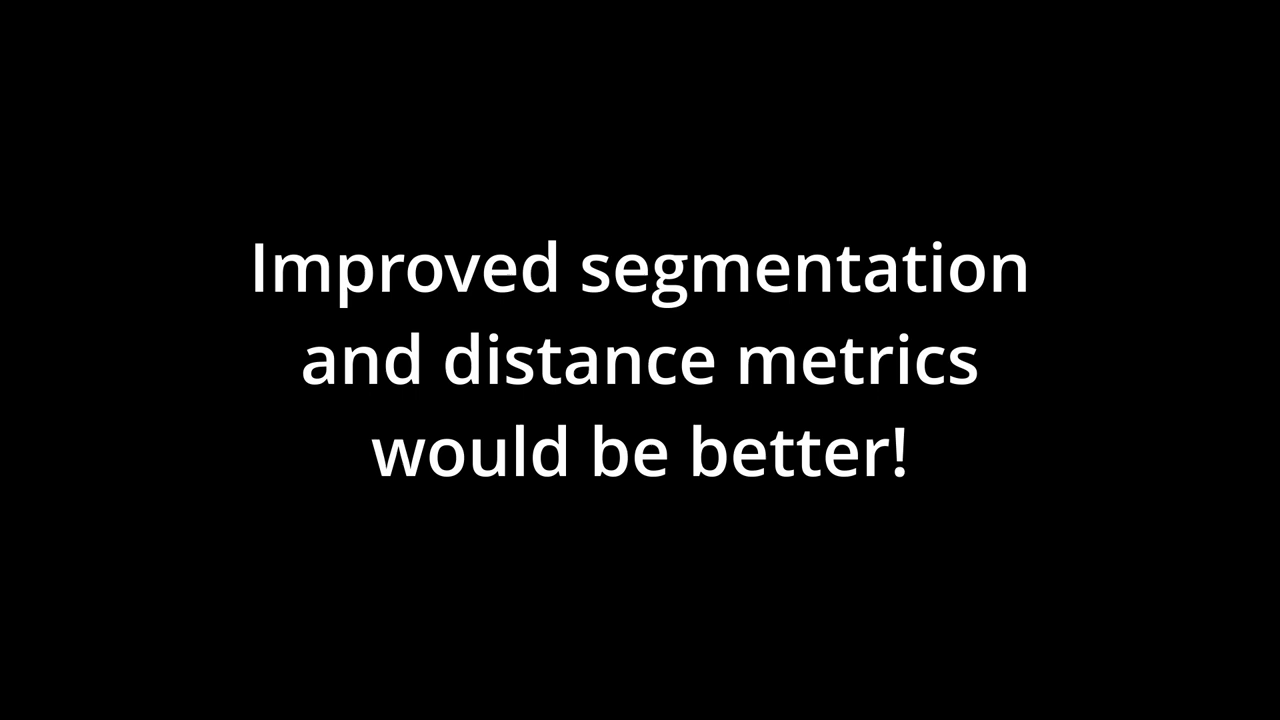 Improved segmentation
and distance metrics
would be better!